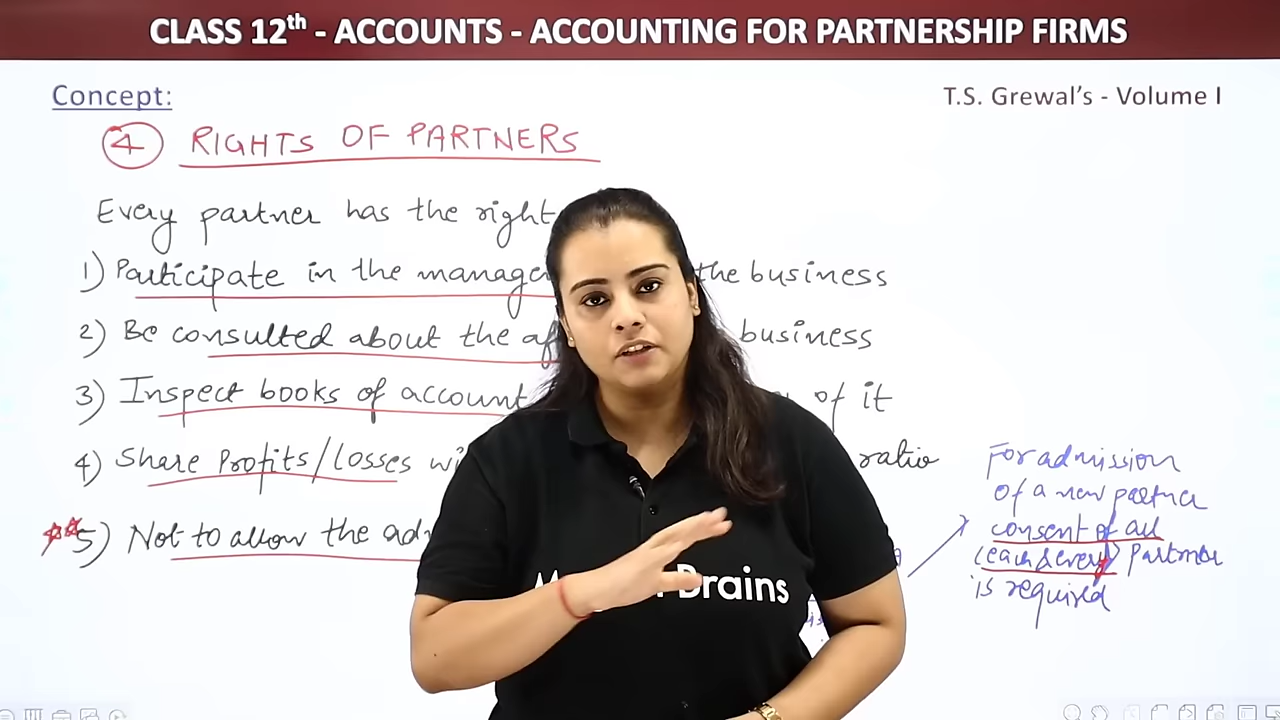 CLASS 12th - ACCOUNTS - ACCOUNTING FOR PARTNERSHIP FIRMS
Concept:
T.S. Grewal's - Volume I
4 RIGHTS OF PARTNERS
Every partner has the right
1) Participate in the the business
2) Be consulted about the business
3) Inspect books of account of it
4) Share Profits/losses ratio
5) Not to allow the
For admission
of a new partner
consent of all
(each & every) Partner
is required
Brains